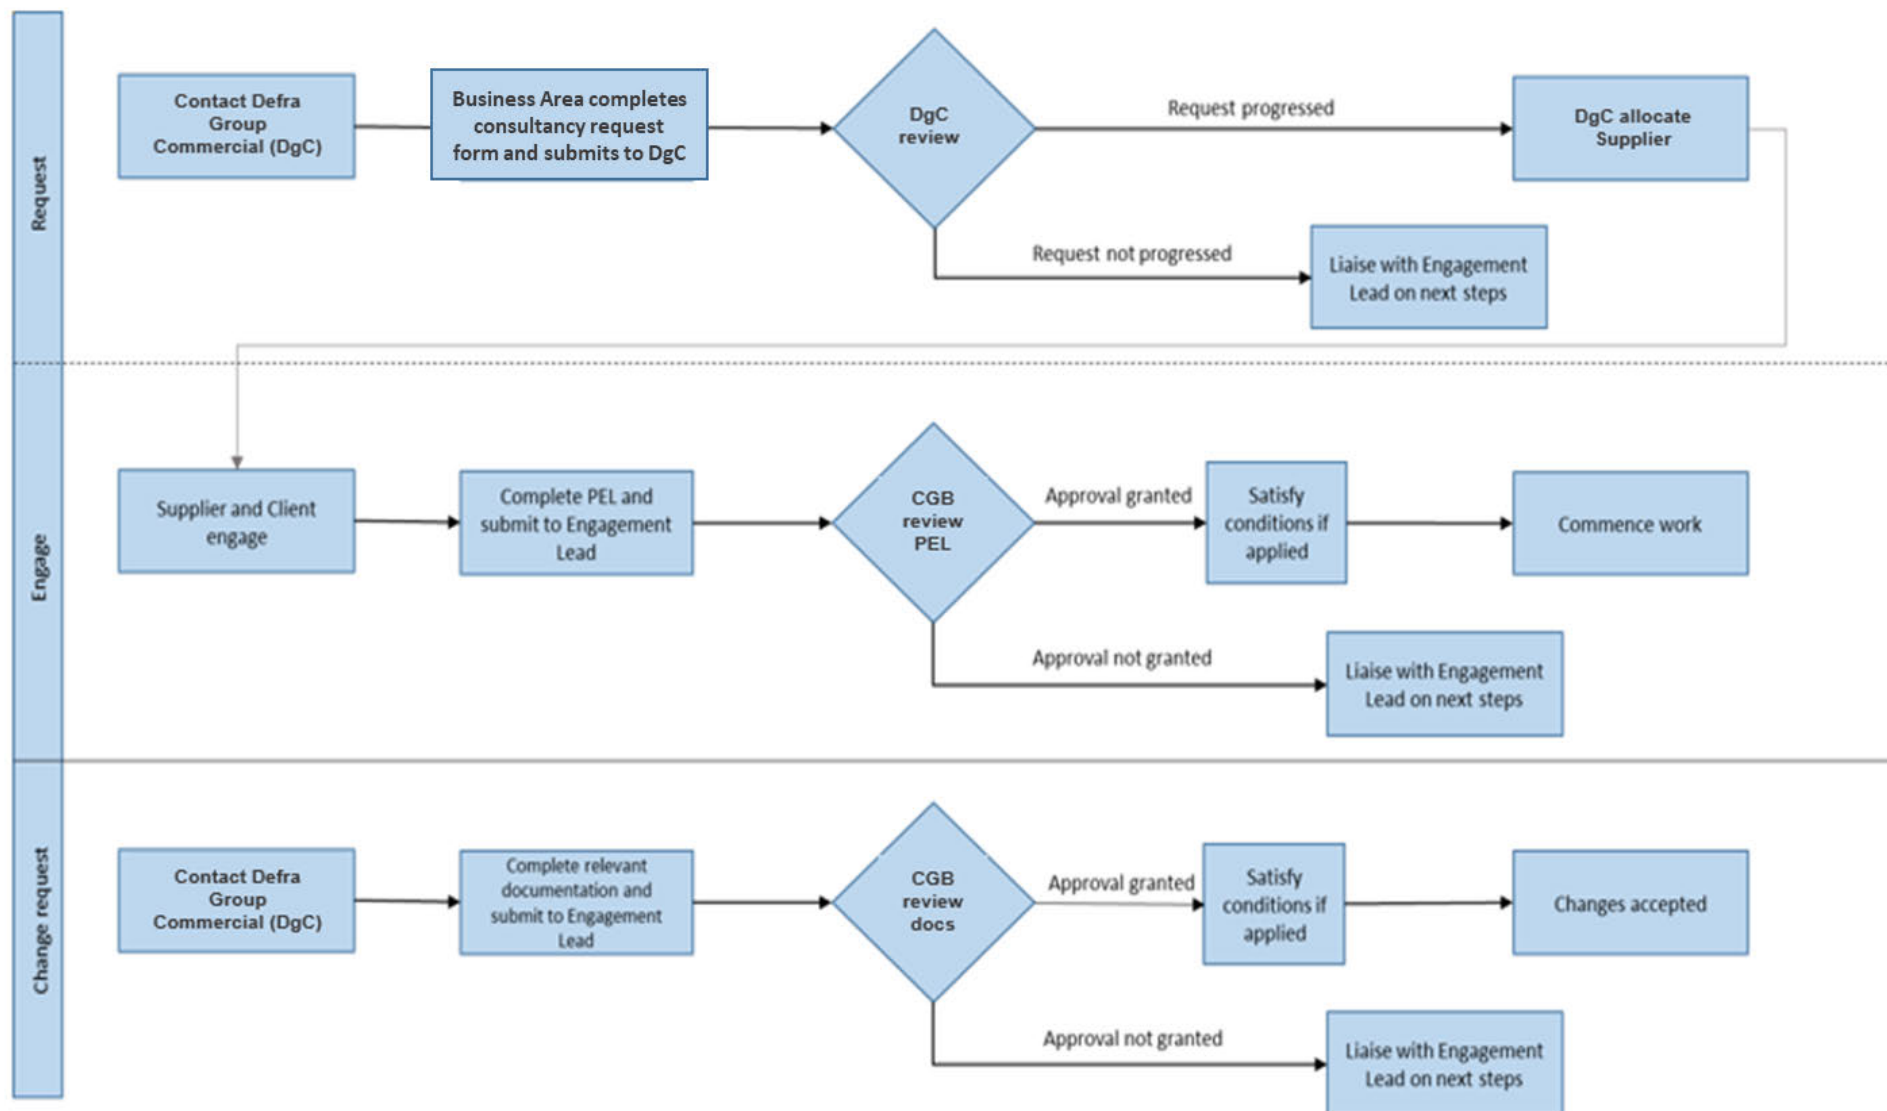 Request
Contact Defra
Group
Commercial (DgC)
Business Area completes
consultancy request
form and submits to DgC
DgC
review
Request progressed
DgC allocate
Supplier
Request not progressed
Liaise with Engagement
Lead on next steps
Engage
Supplier and Client
engage
Complete PEL and
submit to Engagement
Lead
CGB
review
PEL
Approval granted
Satisfy
conditions if
applied
Commence work
Approval not granted
Liaise with Engagement
Lead on next steps
Change request
Contact Defra
Group
Commercial (DgC)
Complete relevant
documentation and
submit to Engagement
Lead
CGB
review
docs
Approval granted
Satisfy
conditions if
applied
Changes accepted
Approval not granted
Liaise with Engagement
Lead on next steps